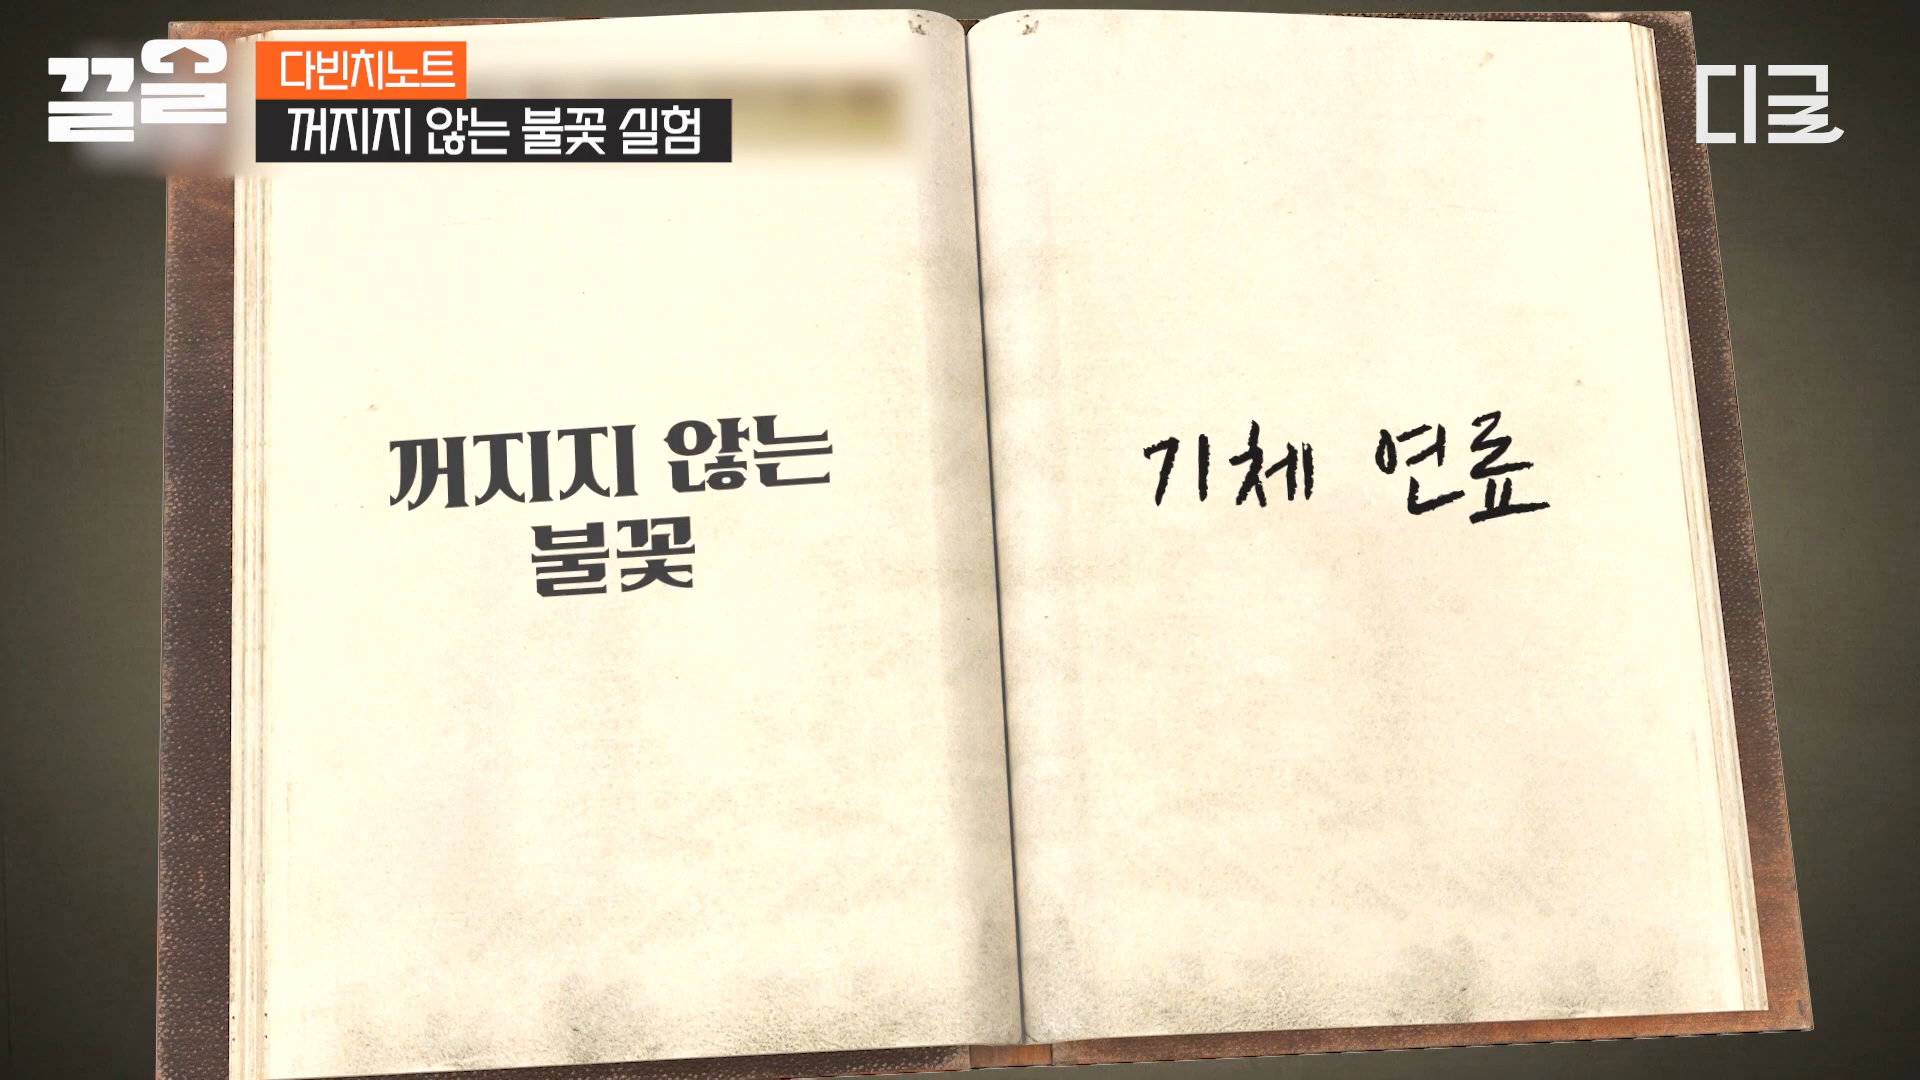 끌올
다빈치노트
꺼지지 않는 불꽃 실험
디글
꺼지지 않는
불꽃
기체 연료